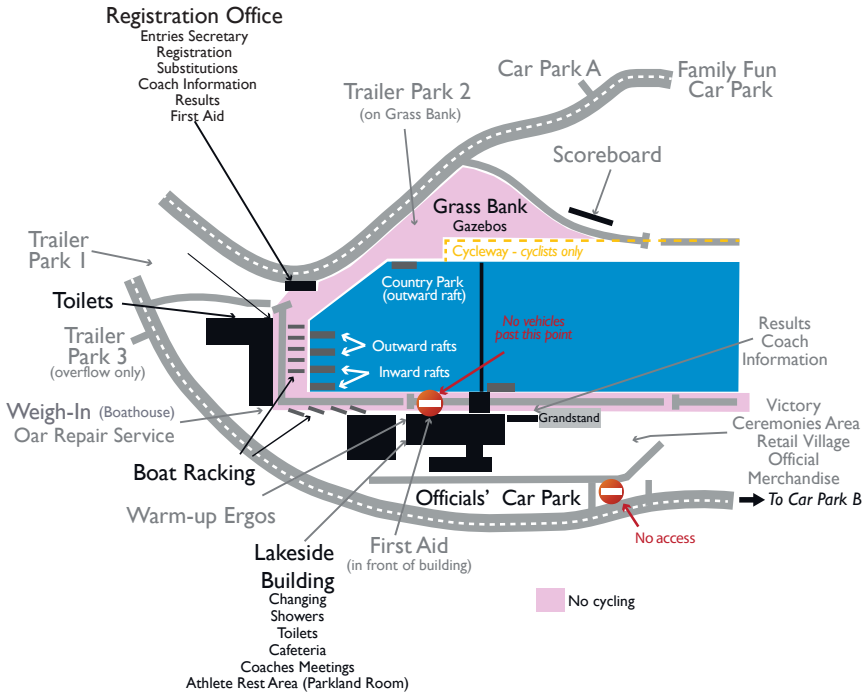 Registration Office
Entries Secretary
Registration
Substitutions
Coach Information
Results
First Aid
Car Park A
Family Fun
Car Park
Trailer Park 2
(on Grass Bank)
Scoreboard
Grass Bank
Gazebos
Trailer
Park 1
Cycleway - cyclists only
Country Park
(outward raft)
Toilets
No vehicles
past this point
Results
Coach
Information
Trailer
Park 3
(overflow only)
Outward rafts
Inward rafts
Weigh-In (Boathouse)
Oar Repair Service
Grandstand
Victory
Ceremonies Area
Retail Village
Official
Merchandise
Boat Racking
Officials' Car Park
To Car Park B
Warm-up Ergos
No access
First Aid
(in front of building)
Lakeside
Building
Changing
Showers
Toilets
Cafeteria
Coaches Meetings
Athlete Rest Area (Parkland Room)
No cycling